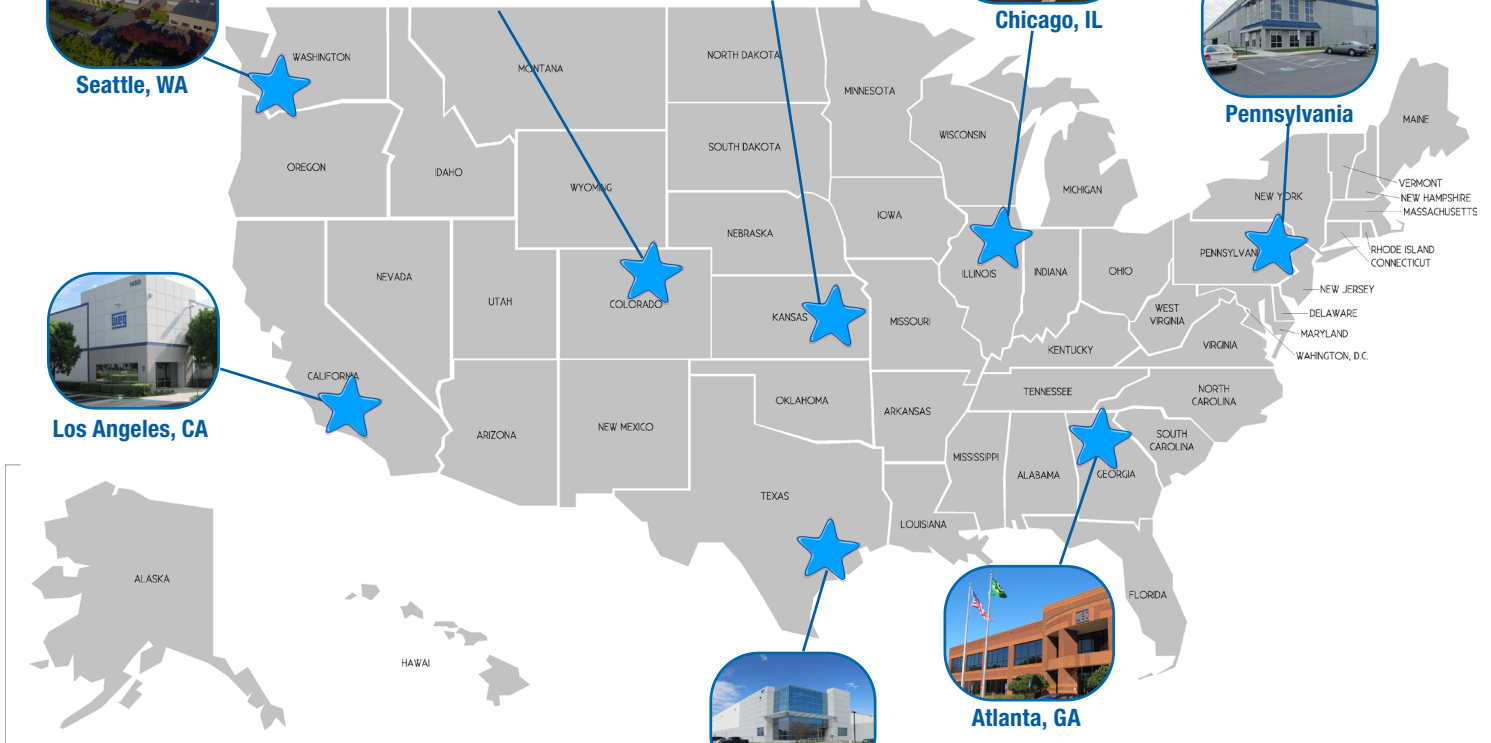 Chicago, IL
Seattle, WA
Pennsylvania
WASHINGTON
MONTANA
NORTH DAKOTA
MINNESOTA
MAINE
WISCONSIN
SOUTH DAKOTA
OREGON
IDAHO
WYOMING
MICHIGAN
VERMONT
NEW YORK
NEW HAMPSHIRE
MASSACHUSETTS
IOWA
NEBRASKA
RHODE ISLAND
CONNECTICUT
PENNSYLVANI
NEVADA
UTAH
COLORADO
ILLINOIS
INDIANA
OHIO
NEW JERSEY
1450
weg
KANSAS
MISSOURI
WEST
VIRGINIA
DELAWARE
MARYLAND
VIRGINIA
KENTUCKY
WAHINGTON, D.C.
CALIFORNIA
TENNESSEE
NORTH
CAROLINA
OKLAHOMA
ARKANSAS
Los Angeles, CA
ARIZONA
NEW MEXICO
SOUTH
CAROLINA
MISSISSIPPI
ALABAMA
GEORGIA
TEXAS
LOUISIANA
ALASKA
FLORIDA
HAWAI
Atlanta, GA